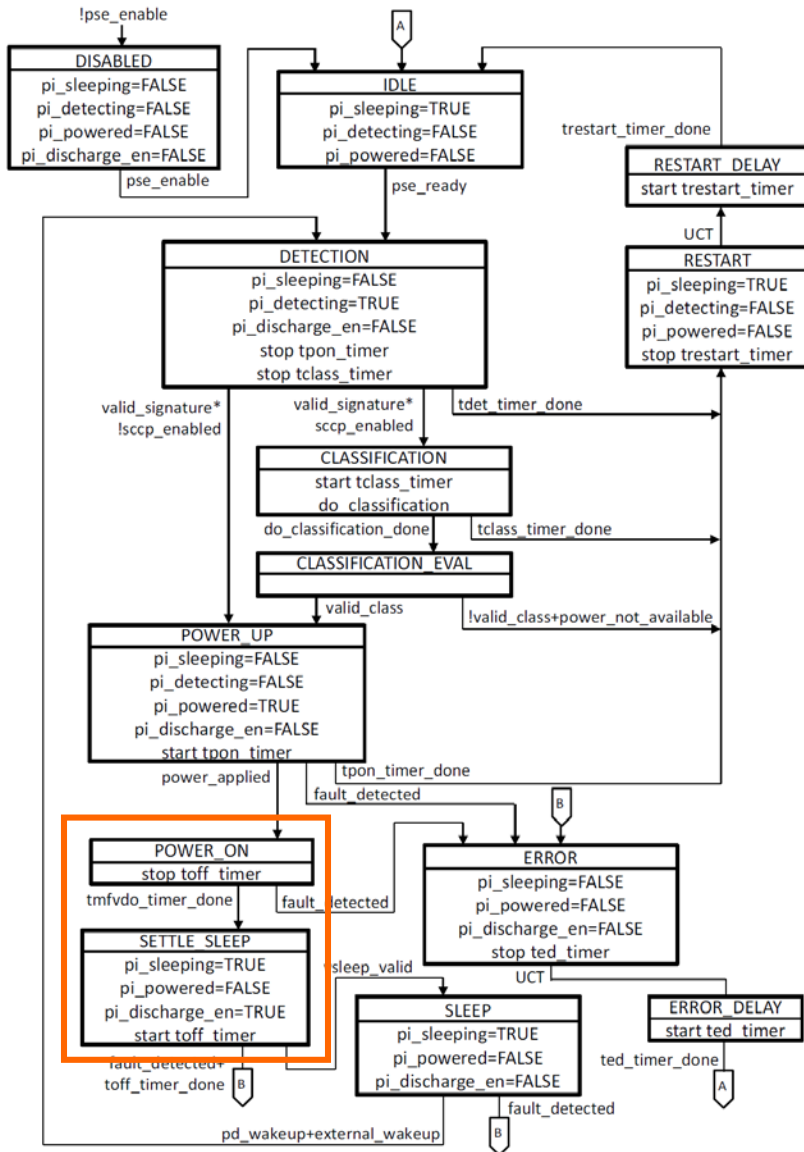 !pse_enable
A
DISABLED
pi_sleeping=FALSE
pi_detecting=FALSE
pi_powered=FALSE
pi_discharge_en=FALSE
pse_enable
IDLE
pi_sleeping=TRUE
pi_detecting=FALSE
pi_powered=FALSE
pse_ready
trestart_timer_done
RESTART_DELAY
start trestart_timer
UCT
RESTART
pi_sleeping=TRUE
pi_detecting=FALSE
pi_powered=FALSE
stop trestart_timer
DETECTION
pi_sleeping=FALSE
pi_detecting=TRUE
pi_discharge_en=FALSE
stop tpon_timer
stop tclass_timer
valid_signature*
!sccp_enabled
valid_signature*
sccp_enabled
tdet_timer_done
CLASSIFICATION
start tclass_timer
do_classification
do_classification_done
tclass_timer_done
CLASSIFICATION_EVAL
valid_class
!valid_class+power_not_available
POWER_UP
pi_sleeping=FALSE
pi_detecting=FALSE
pi_powered=TRUE
pi_discharge_en=FALSE
start tpon_timer
power_applied
tpon_timer_done
fault_detected
B
POWER_ON
stop toff_timer
tmfvdo_timer_done
fault_detected
ERROR
pi_sleeping=FALSE
pi_powered=FALSE
pi_discharge_en=FALSE
stop ted_timer
UCT
SETTLE_SLEEP
pi_sleeping=TRUE
pi_powered=FALSE
pi_discharge_en=TRUE
start toff_timer
fault_detected+
toff_timer_done
B
sleep_valid
SLEEP
pi_sleeping=TRUE
pi_powered=FALSE
pi_discharge_en=FALSE
ERROR_DELAY
start ted_timer
ted_timer_done
A
fault_detected
B
pd_wakeup+external_wakeup